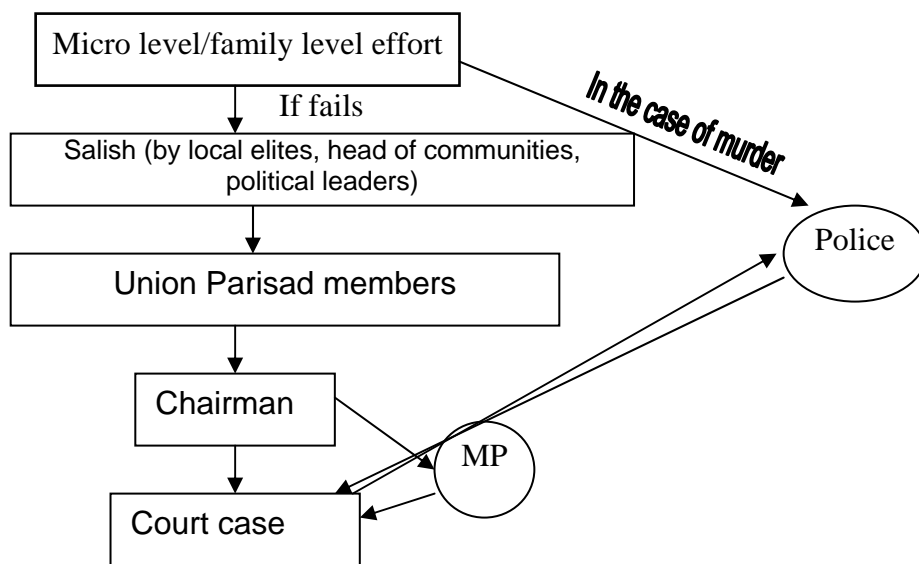 Micro level/family level effort
If fails
In the case of murder
Salish (by local elites, head of communities,
political leaders)
Police
Union Parisad members
Chairman
MP
Court case